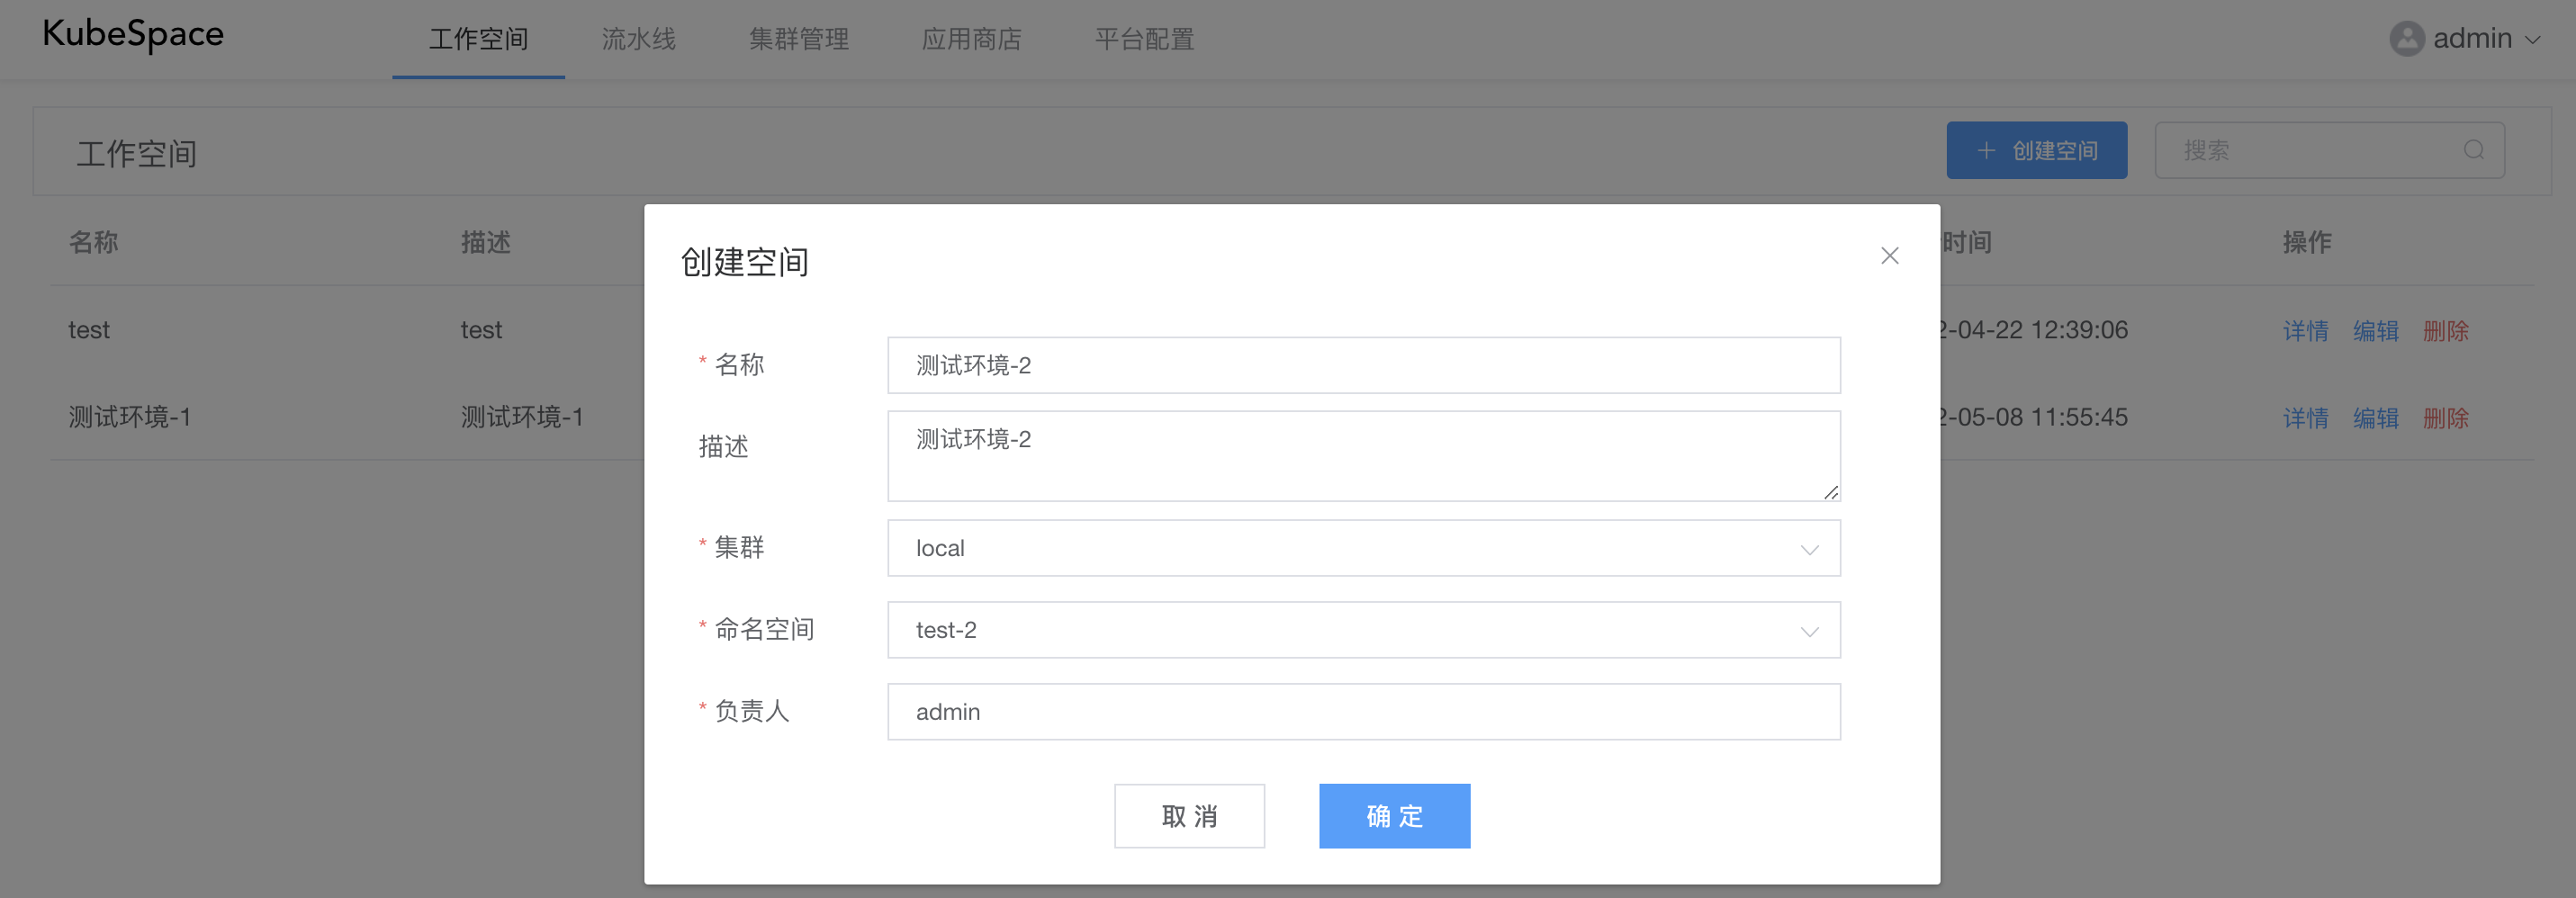 KubeSpace 工作空间 流水线 集群管理 应用商店 平台配置 admin
工作空间 + 创建空间 搜索
名称 描述 时间 操作
test test 2-04-22 12:39:06 详情 编辑 删除
测试环境-1 测试环境-1 2-05-08 11:55:45 详情 编辑 删除
创建空间
* 名称 测试环境-2
描述 测试环境-2
* 集群 local
* 命名空间 test-2
* 负责人 admin
取 消 确 定